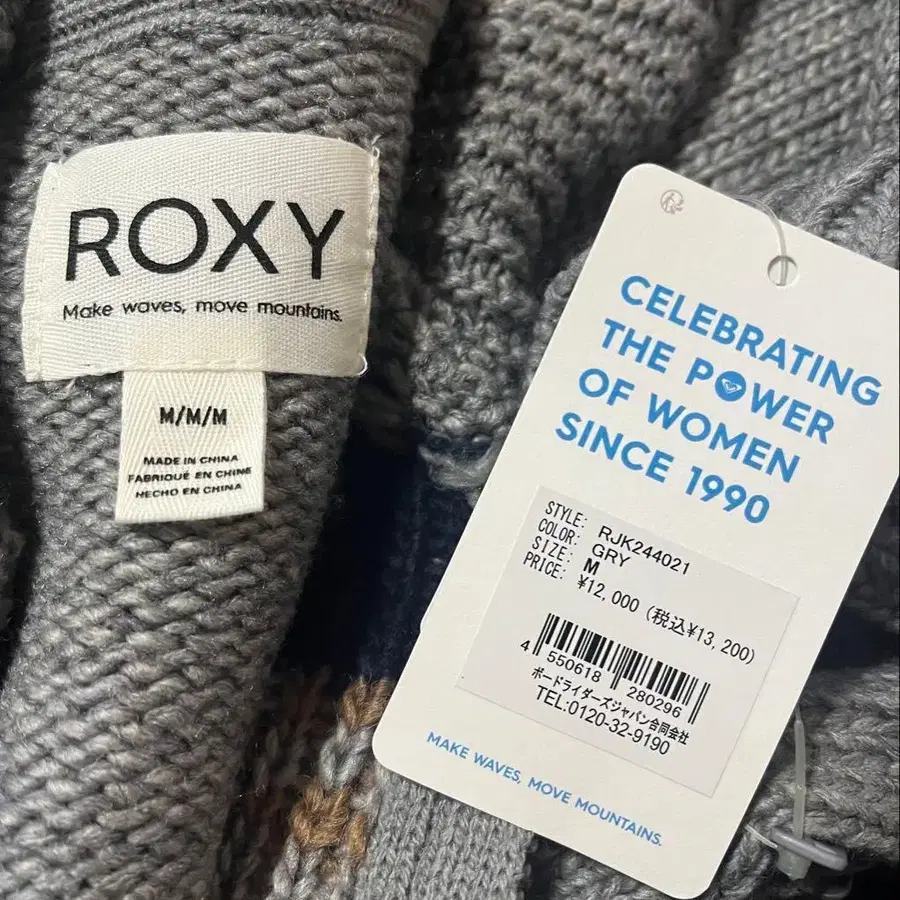 ROXY
Make waves, move mountains.
M/M/M
MADE IN CHINA
FABRIQUÉ EN CHINE
HECHO EN CHINA
CELEBRATING
THE POWER
OF WOMEN
SINCE 1990
STYLE: RJK244021
COLOR: GRY
SIZE: M
PRICE: ¥12,000 (税込¥13,200)
4 550618 280296
ボードライダーズジャパン合同会社
TEL:0120-32-9190
MAKE WAVES, MOVE MOUNTAINS.